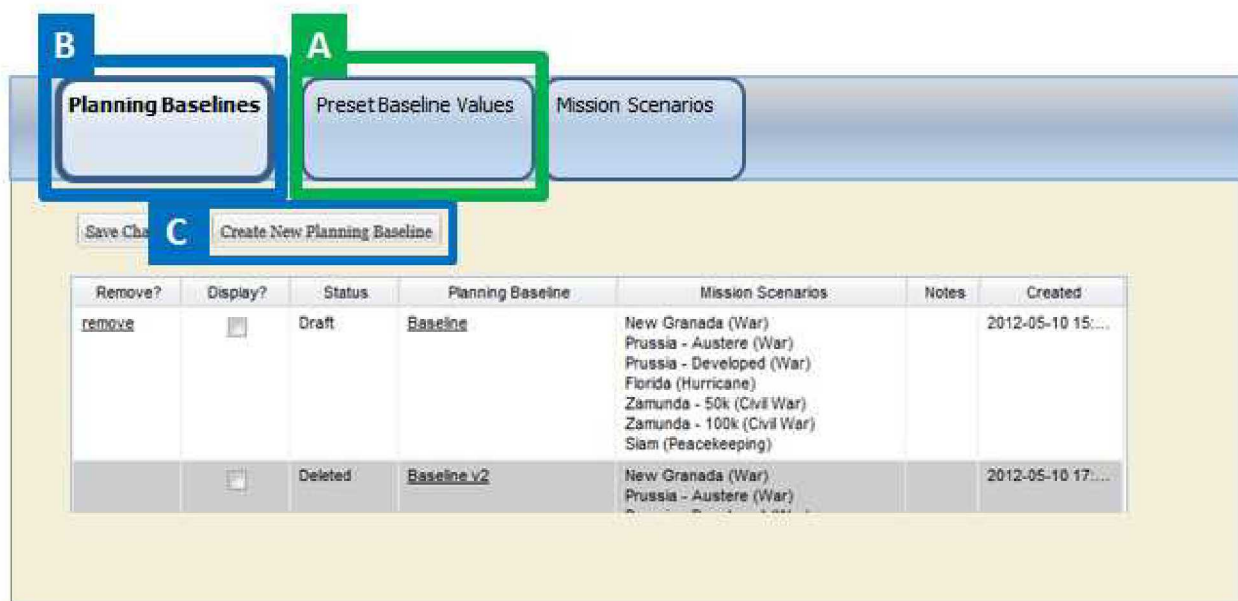 B
A
Planning Baselines
Preset Baseline Values
Mission Scenarios
Save Cha
C
Create New Planning Baseline
Remove? Display? Status Planning Baseline Mission Scenarios Notes Created
remove Draft Baseline New Granada (War) 2012-05-10 15:...
Prussia - Austere (War)
Prussia - Developed (War)
Florida (Hurricane)
Zamunda - 50k (Civil War)
Zamunda - 100k (Civil War)
Siam (Peacekeeping)
Deleted Baseline v2 New Granada (War) 2012-05-10 17:...
Prussia - Austere (War)